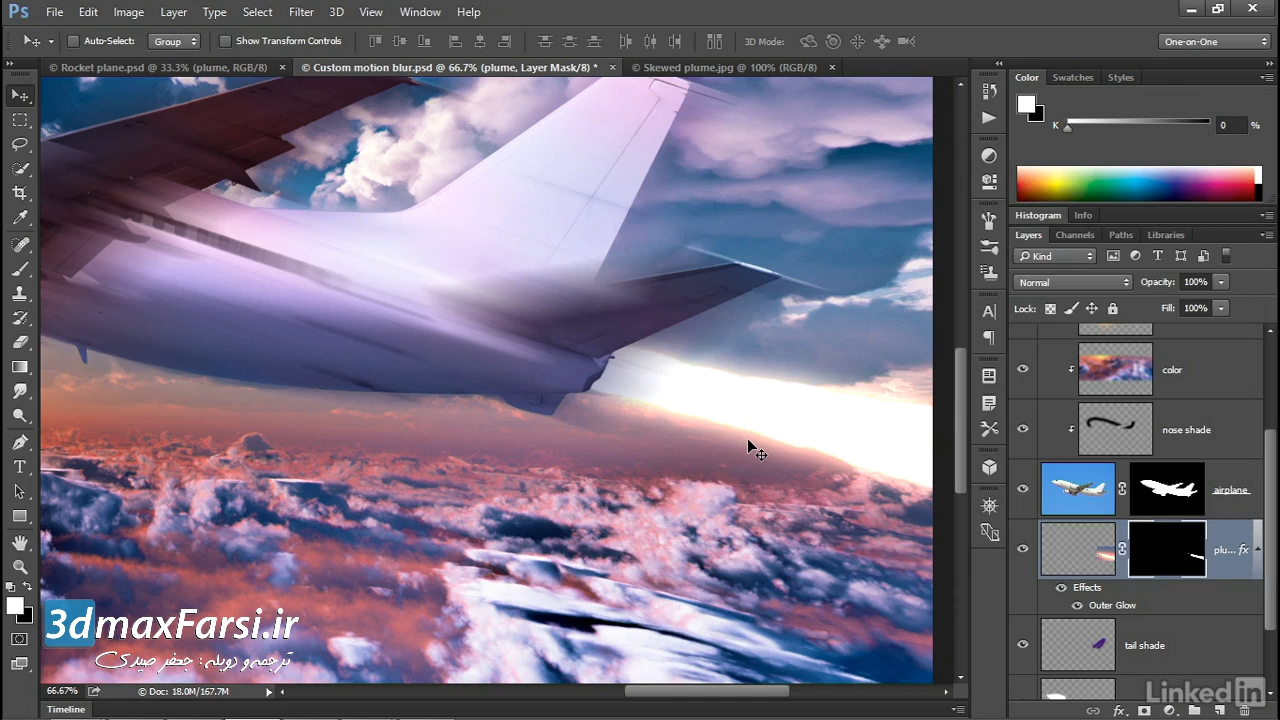 Ps File Edit Image Layer Type Select Filter 3D View Window Help
Auto-Select: Group Show Transform Controls 3D Mode: One-on-One
© Rocket plane.psd @ 33.3% (plume, RGB/8) × © Custom motion blur.psd @ 66.7% (plume, Layer Mask/8) * × © Skewed plume.jpg @ 100% (RGB/8) ×
Color Swatches Styles
K 0 %
Histogram Info
Layers Channels Paths Libraries
Kind
Normal Opacity: 100%
Lock: Fill: 100%
color
nose shade
airplane
plu... fx
Effects
Outer Glow
tail shade
3dmaxFarsi.ir
ترجمه و دوبله: جعفر صیدی
LinkedIn
66.67% © Doc: 18.0M/167.7M
Timeline